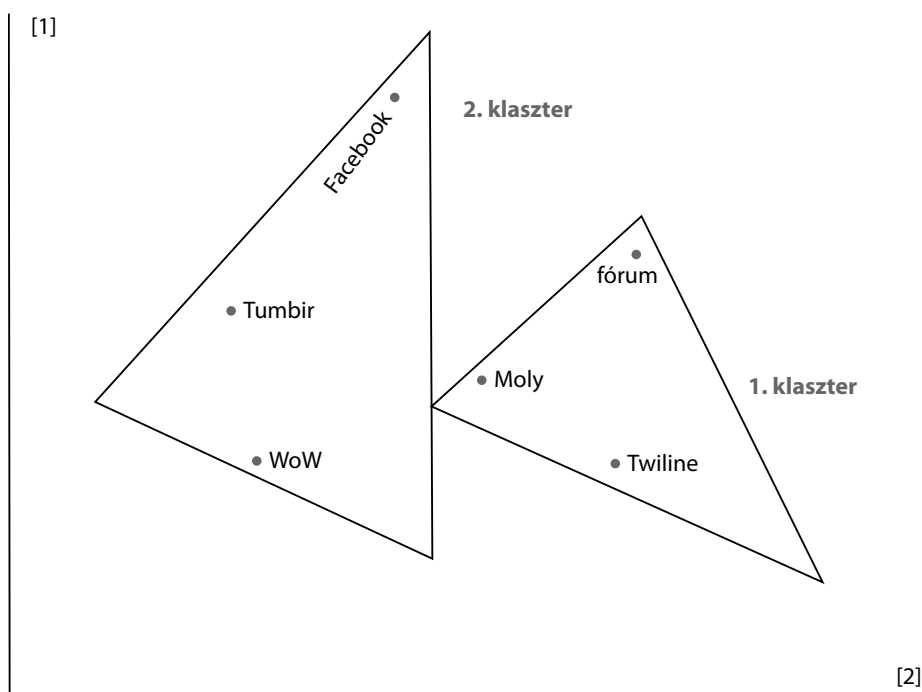 [1]
2. klaszter
Facebook
fórum
Tumbir
Moly
1. klaszter
WoW
Twiline
[2]